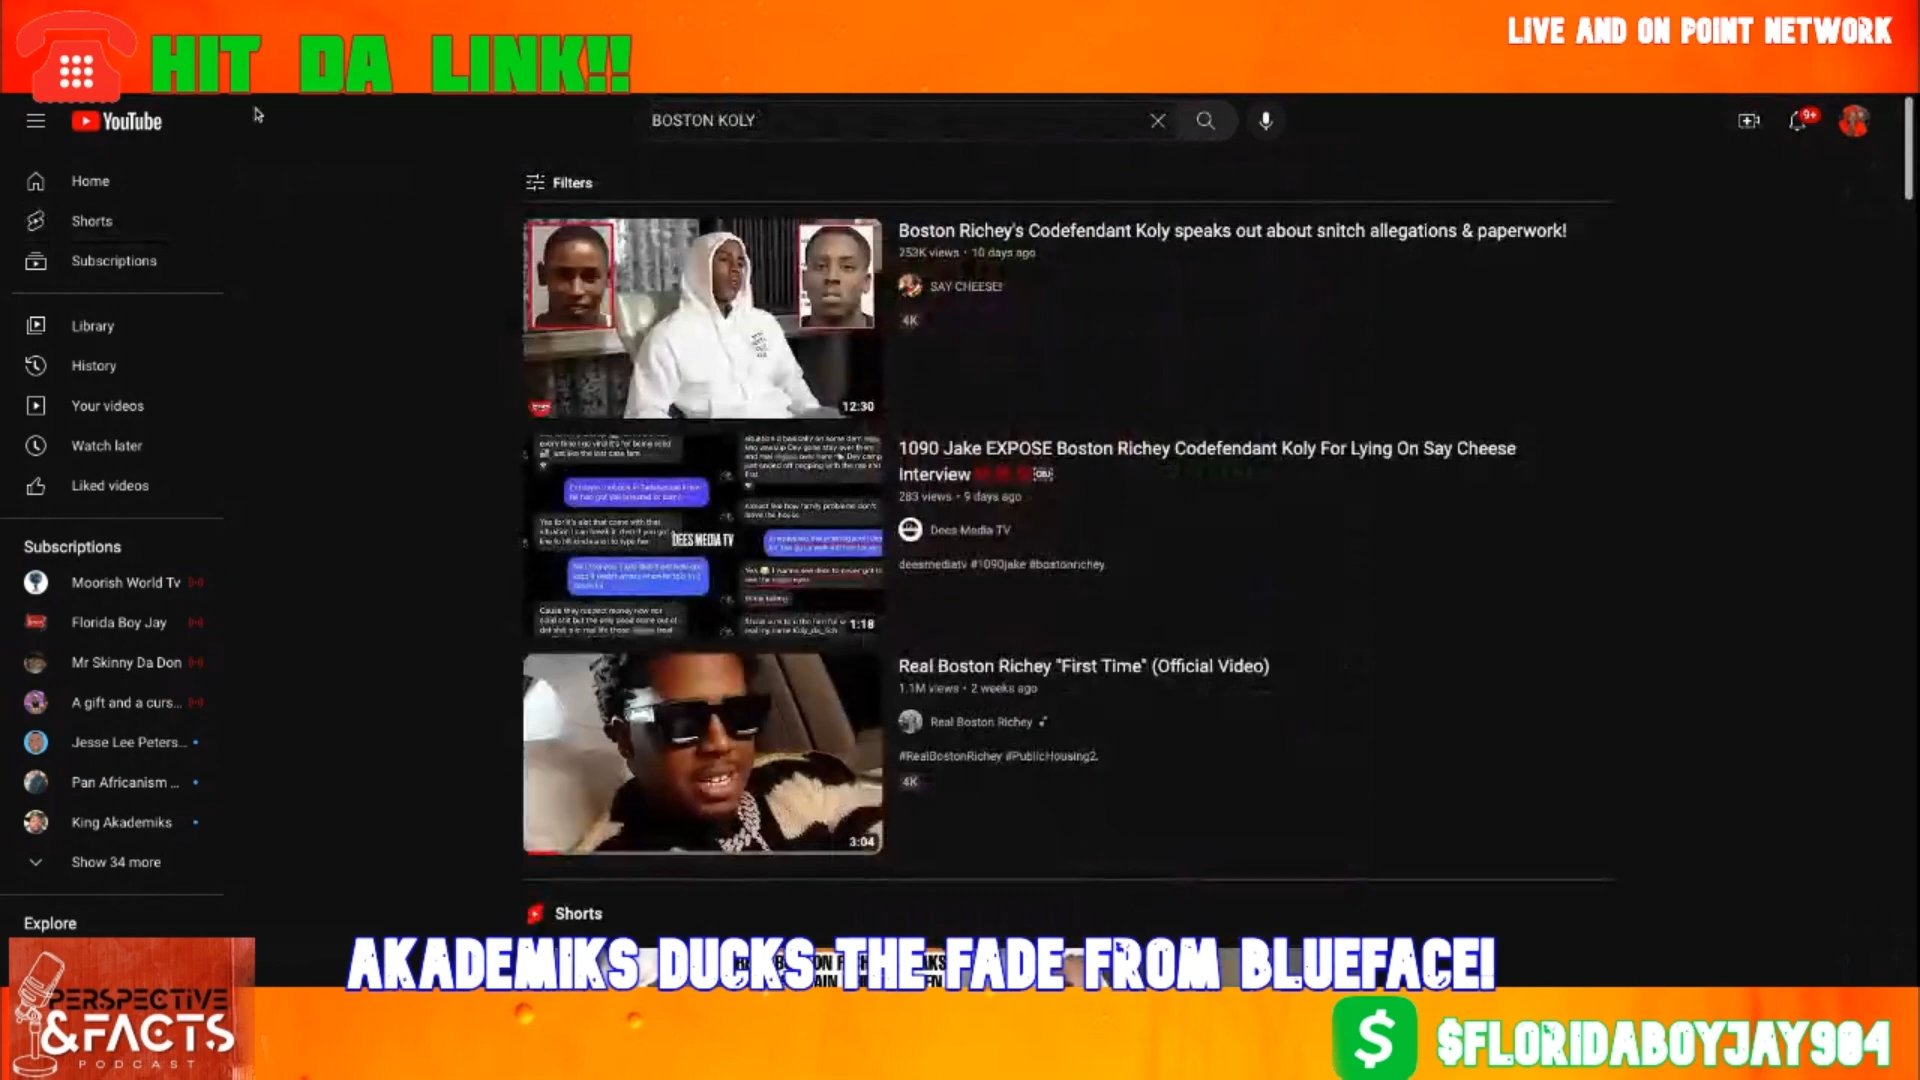 HIT DA LINK!!
LIVE AND ON POINT NETWORK
YouTube
BOSTON KOLY
9+
Home
Shorts
Subscriptions
Library
History
Your videos
Watch later
Liked videos
Subscriptions
Moorish World Tv
Florida Boy Jay
Mr Skinny Da Don
A gift and a curs...
Jesse Lee Peters...
Pan Africanism ...
King Akademiks
Show 34 more
Explore
Filters
12:30
Boston Richey's Codefendant Koly speaks out about snitch allegations & paperwork!
253K views • 10 days ago
SAY CHEESE!
4K
DEES MEDIA TV
1:18
1090 Jake EXPOSE Boston Richey Codefendant Koly For Lying On Say Cheese
Interview
283 views • 9 days ago
Dees Media TV
deesmediatv #1090jake #bostonrichey
3:04
Real Boston Richey "First Time" (Official Video)
1.1M views • 2 weeks ago
Real Boston Richey
#RealBostonRichey #PublicHousing2
4K
Shorts
AKADEMIKS DUCKS THE FADE FROM BLUEFACE!
PERSPECTIVE
&FACTS
PODCAST
$
$FLORIDABOYJAY904